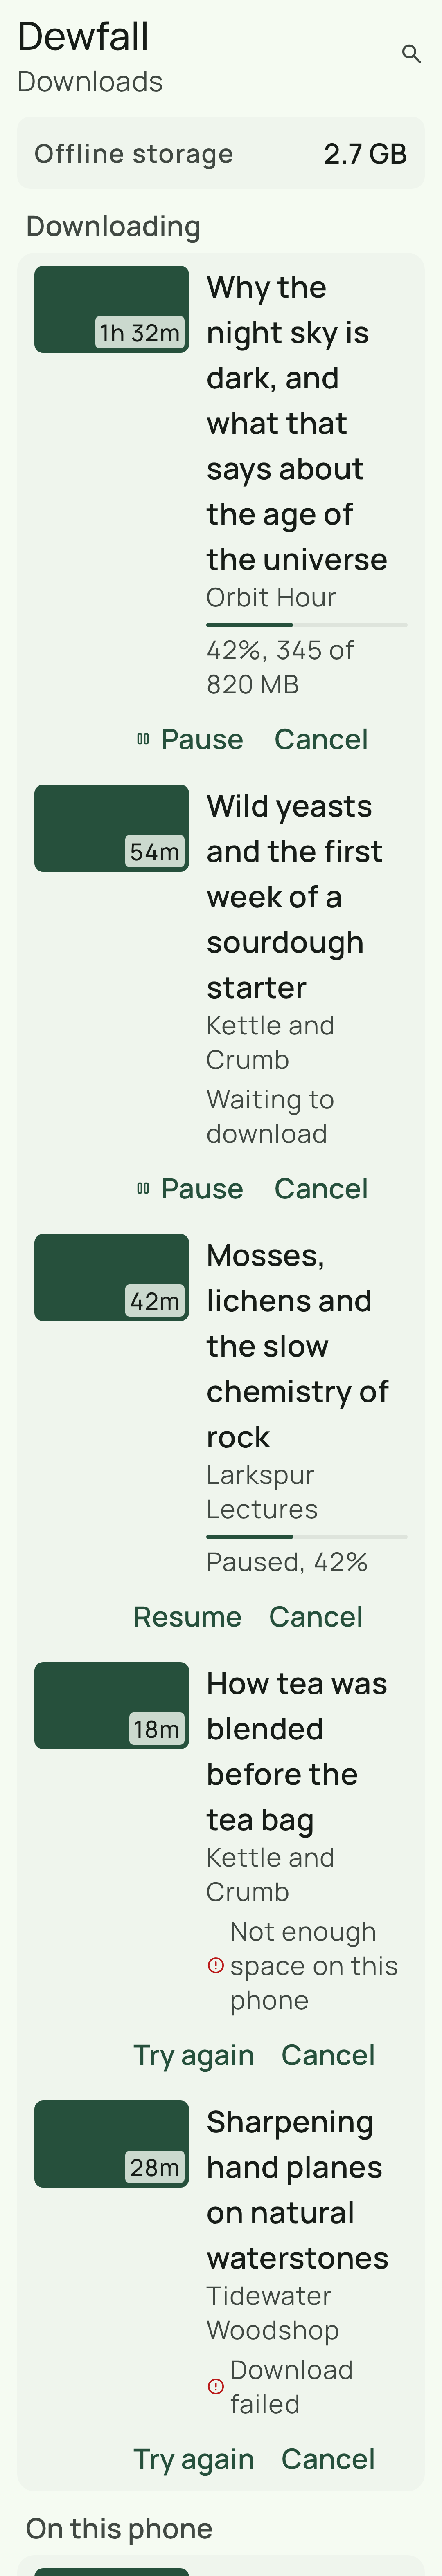 Dewfall
Downloads
Offline storage 2.7 GB
Downloading
1h 32m
Why the
night sky is
dark, and
what that
says about
the age of
the universe
Orbit Hour
42%, 345 of
820 MB
Pause Cancel
54m
Wild yeasts
and the first
week of a
sourdough
starter
Kettle and
Crumb
Waiting to
download
Pause Cancel
42m
Mosses,
lichens and
the slow
chemistry of
rock
Larkspur
Lectures
Paused, 42%
Resume Cancel
18m
How tea was
blended
before the
tea bag
Kettle and
Crumb
Not enough
space on this
phone
Try again Cancel
28m
Sharpening
hand planes
on natural
waterstones
Tidewater
Woodshop
Download
failed
Try again Cancel
On this phone